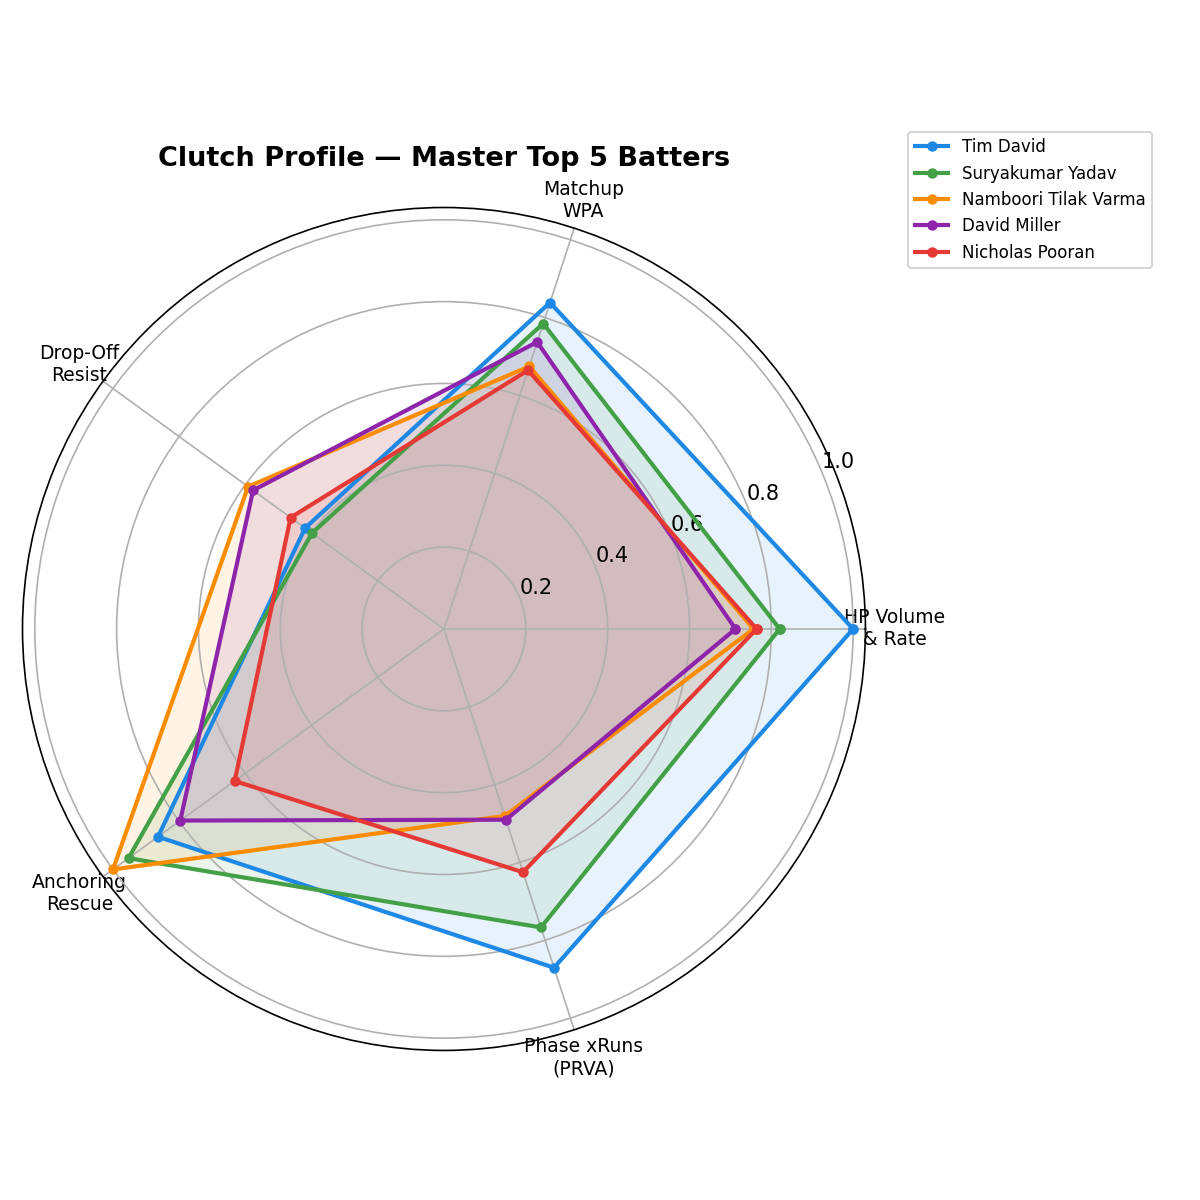 Clutch Profile — Master Top 5 Batters
Tim David
Suryakumar Yadav
Namboori Tilak Varma
David Miller
Nicholas Pooran
Matchup
WPA
Drop-Off
Resist
1.0
0.8
0.6
0.4
0.2
HP Volume
& Rate
Anchoring
Rescue
Phase xRuns
(PRVA)